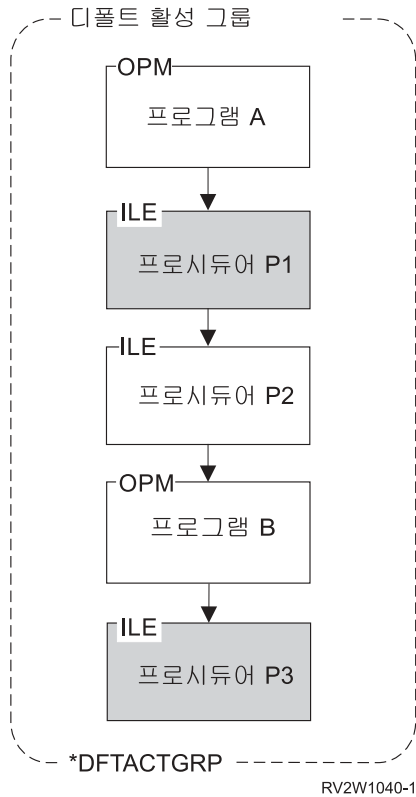 디폴트 활성 그룹
OPM
프로그램 A
ILE
프로시듀어 P1
ILE
프로시듀어 P2
OPM
프로그램 B
ILE
프로시듀어 P3
*DFTACTGRP
RV2W1040-1